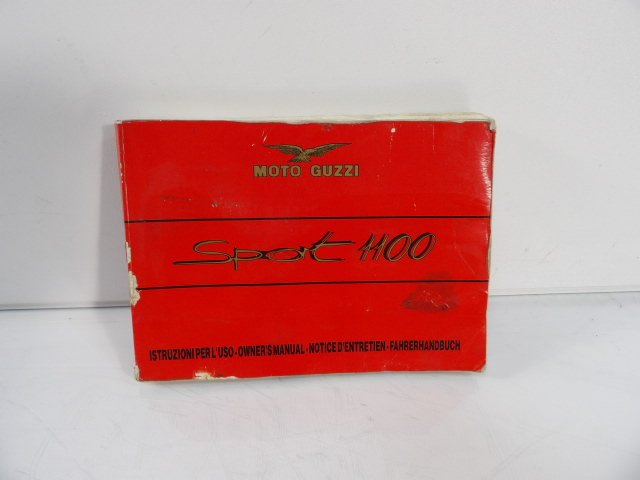 MOTO GUZZI
Sport 1100
ISTRUZIONI PER L'USO - OWNER'S MANUAL - NOTICE D'ENTRETIEN - FAHRERHANDBUCH